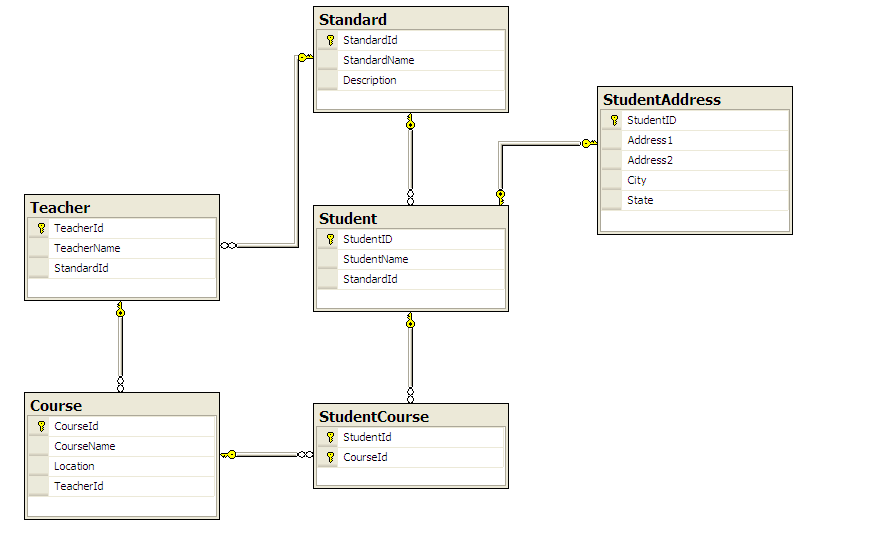 Standard
StandardId
StandardName
Description
StudentAddress
StudentID
Address1
Address2
City
State
Teacher
TeacherId
TeacherName
StandardId
Student
StudentID
StudentName
StandardId
Course
CourseId
CourseName
Location
TeacherId
StudentCourse
StudentId
CourseId